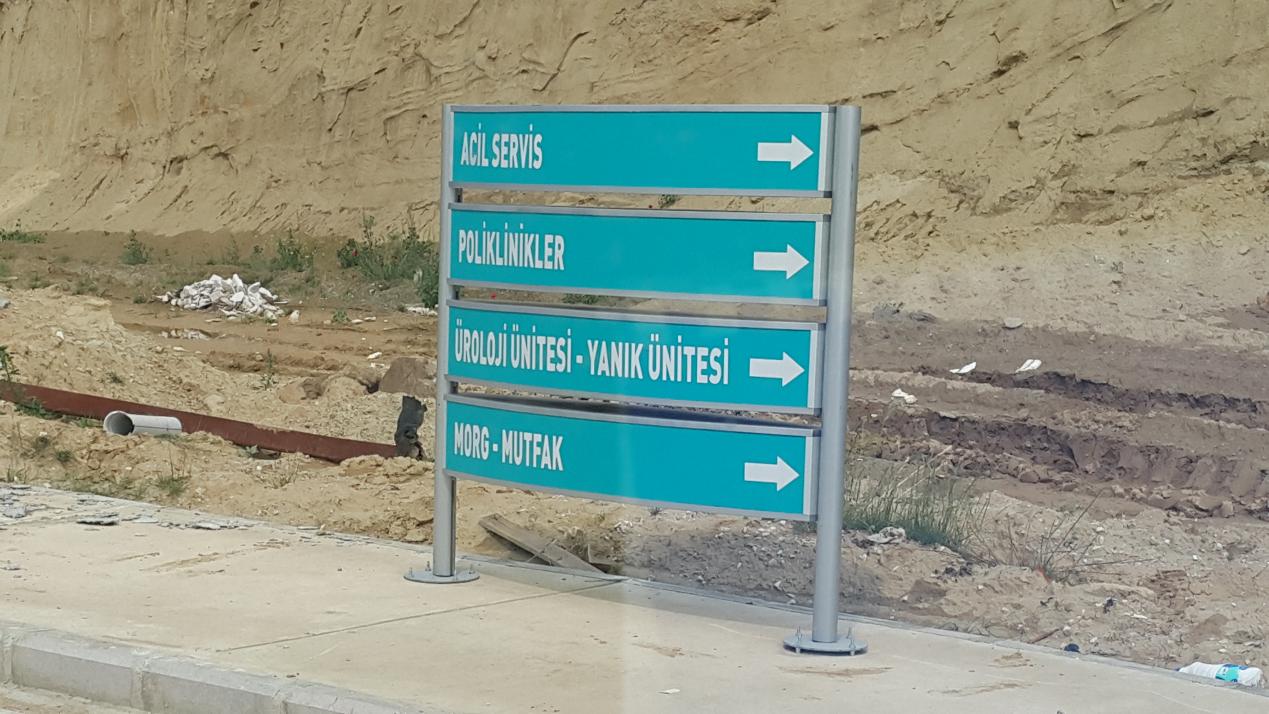 ACİL SERVİS
POLİKLİNİKLER
ÜROLOJİ ÜNİTESİ - YANIK ÜNİTESİ
MORG - MUTFAK